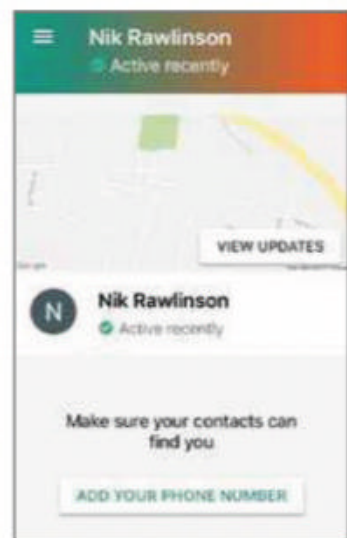 Nik Rawlinson
Active recently
VIEW UPDATES
Google
N
Nik Rawlinson
Active recently
Make sure your contacts can
find you
ADD YOUR PHONE NUMBER